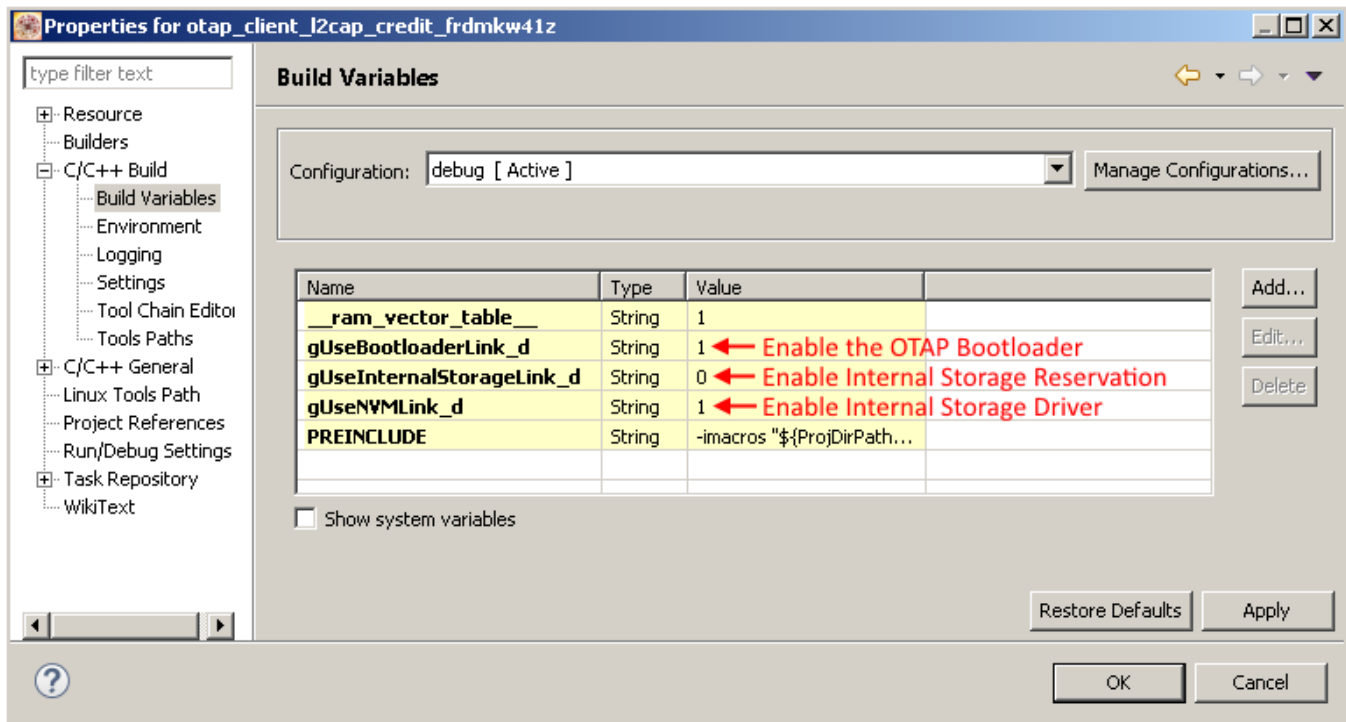 Properties for otap_client_l2cap_credit_frdmkw41z
type filter text
Resource
Builders
C/C++ Build
Build Variables
Environment
Logging
Settings
Tool Chain Editor
Tools Paths
C/C++ General
Linux Tools Path
Project References
Run/Debug Settings
Task Repository
WikiText
Build Variables
Configuration: debug [ Active ] Manage Configurations...
Name Type Value
__ram_vector_table__ String 1
gUseBootloaderLink_d String 1 Enable the OTAP Bootloader
gUseInternalStorageLink_d String 0 Enable Internal Storage Reservation
gUseNVMLink_d String 1 Enable Internal Storage Driver
PREINCLUDE String -imacros "${ProjDirPath...
Add...
Edit...
Delete
Show system variables
Restore Defaults Apply
? OK Cancel